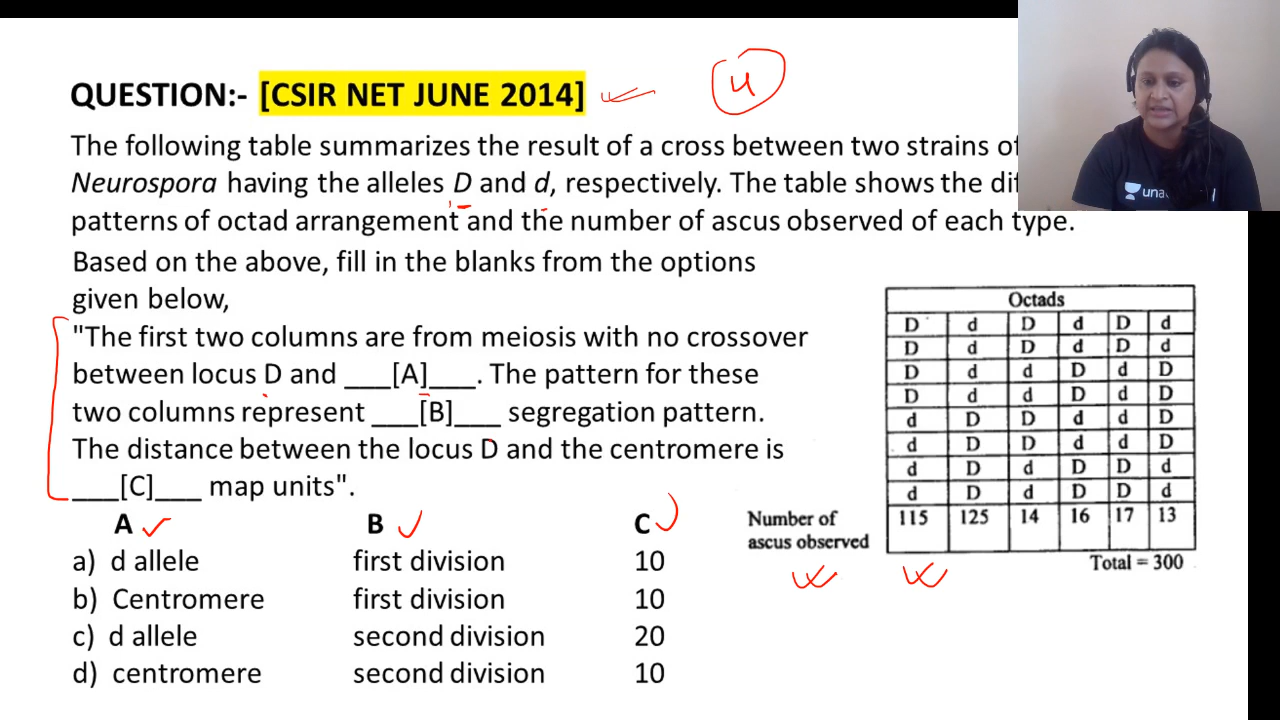 QUESTION:- [CSIR NET JUNE 2014]
4
The following table summarizes the result of a cross between two strains of
Neurospora having the alleles D and d, respectively. The table shows the dif
patterns of octad arrangement and the number of ascus observed of each type.
Based on the above, fill in the blanks from the options
given below,
"The first two columns are from meiosis with no crossover
between locus D and ___[A]___. The pattern for these
two columns represent ___[B]___ segregation pattern.
The distance between the locus D and the centromere is
___[C]___ map units".
A B C
a) d allele first division 10
b) Centromere first division 10
c) d allele second division 20
d) centromere second division 10
Octads
D d D d D d
D d D d D d
D d d D d D
D d d D d D
d D D d d D
d D D d d D
d D d D D d
d D d D D d
Number of ascus observed 115 125 14 16 17 13
Total = 300